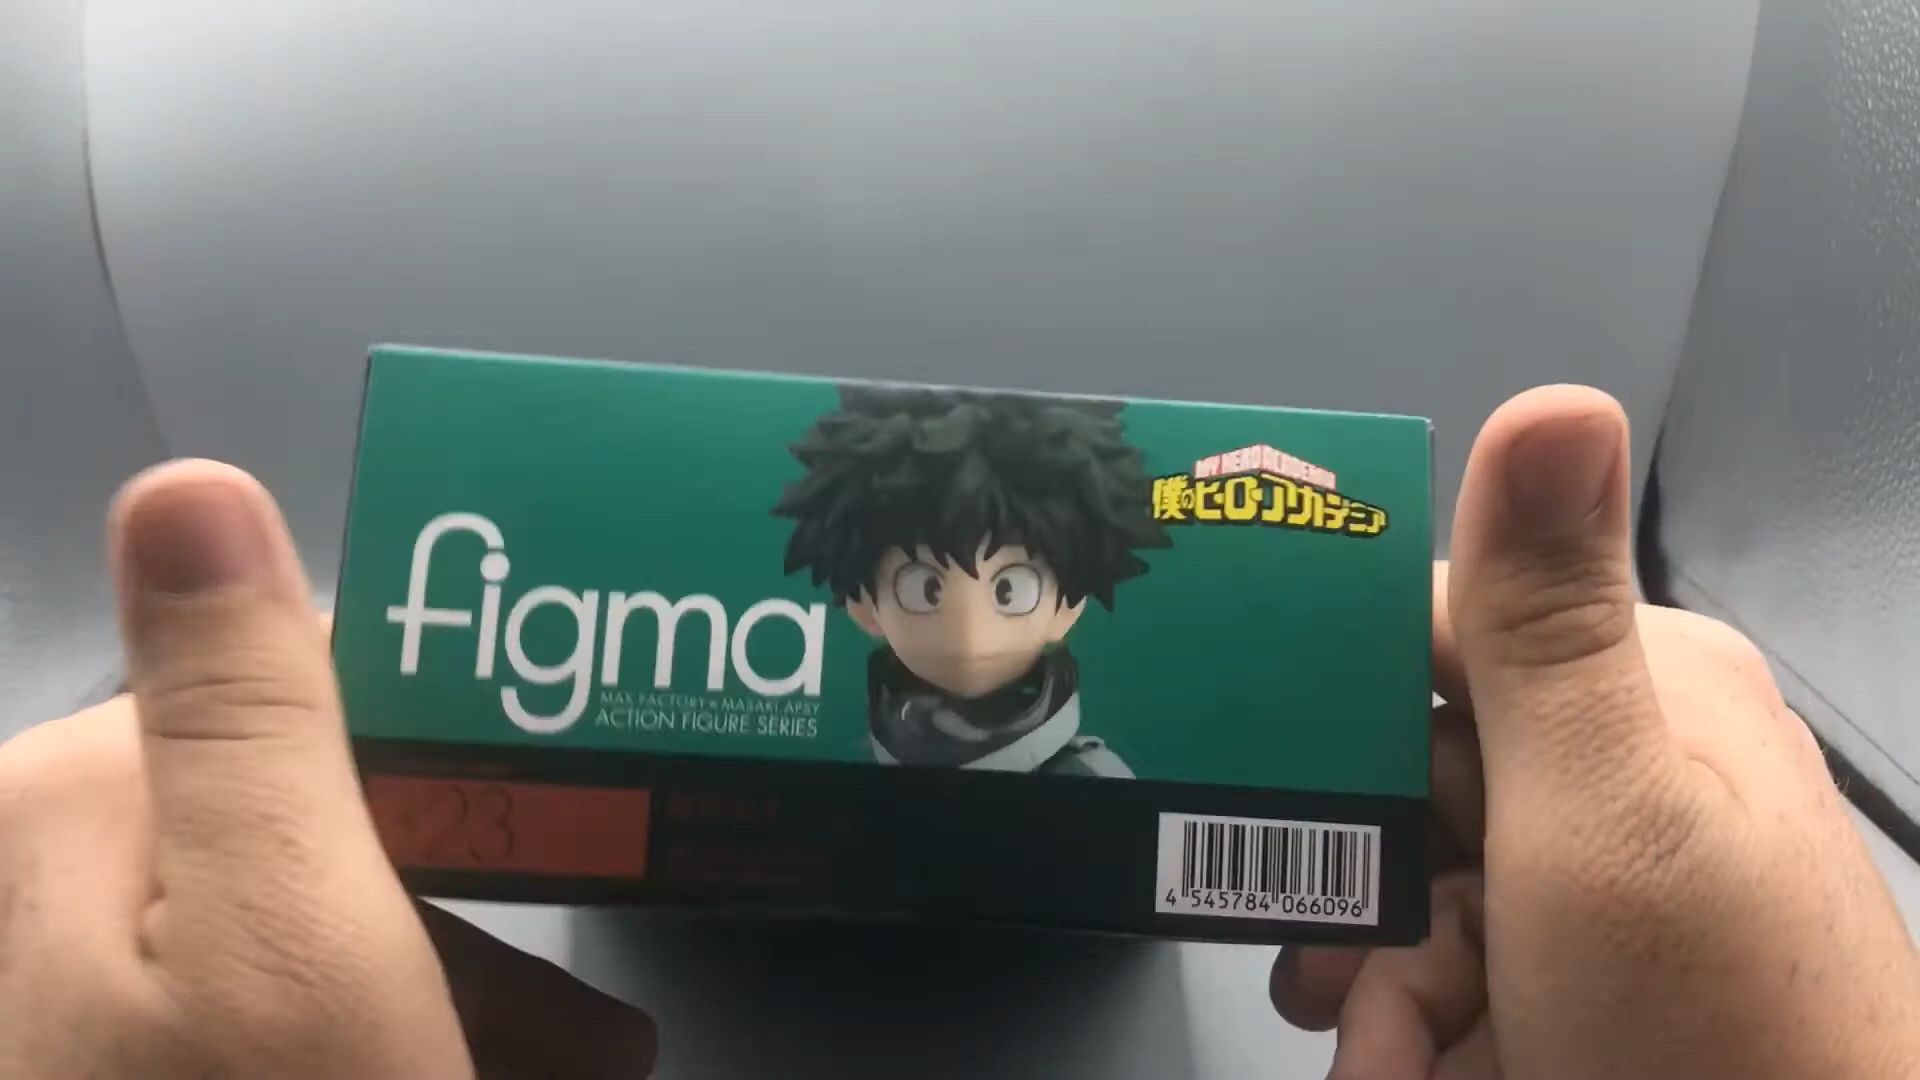 figma
MAX FACTORY × MASAKI APSY
ACTION FIGURE SERIES
MY HERO ACADEMIA
僕のヒーローアカデミア
323
4 545784 066096